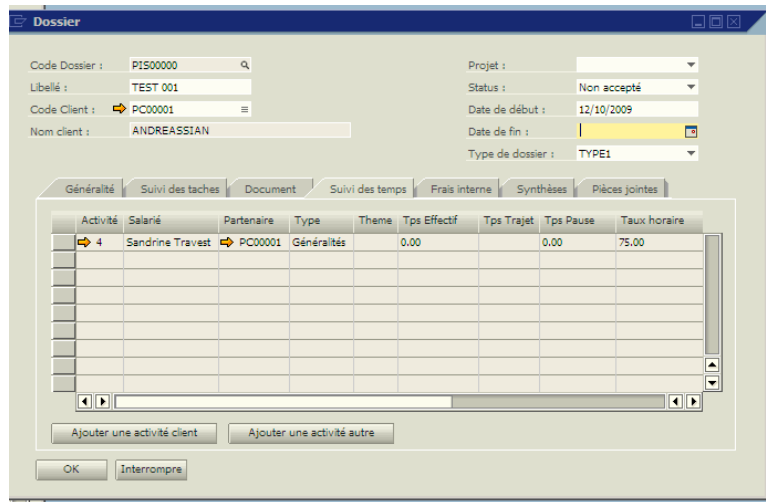 Dossier
Code Dossier : PIS00000 Projet :
Libellé : TEST 001 Status : Non accepté
Code Client : PC00001 Date de début : 12/10/2009
Nom client : ANDREASSIAN Date de fin :
Type de dossier : TYPE1
Généralité Suivi des taches Document Suivi des temps Frais interne Synthèses Pièces jointes
Activité Salarié Partenaire Type Theme Tps Effectif Tps Trajet Tps Pause Taux horaire
4 Sandrine Travest PC00001 Généralités 0.00 0.00 75.00
Ajouter une activité client Ajouter une activité autre
OK Interrompre